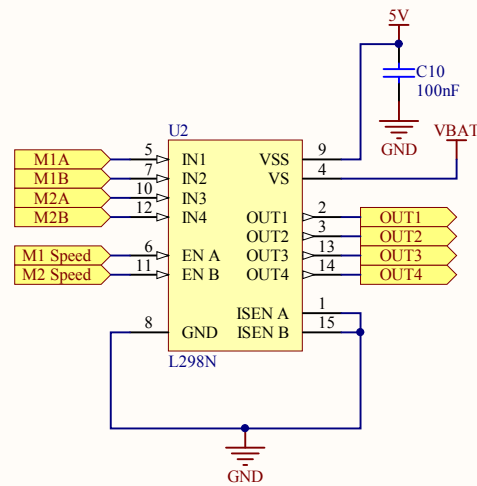 5V
C10
100nF
GND
VBAT
U2
M1A 5 IN1 VSS 9
M1B 7 IN2 VS 4
M2A 10 IN3
M2B 12 IN4 OUT1 2 OUT1
OUT2 3 OUT2
M1 Speed 6 EN A OUT3 13 OUT3
M2 Speed 11 EN B OUT4 14 OUT4
ISEN A 1
8 GND ISEN B 15
L298N
GND